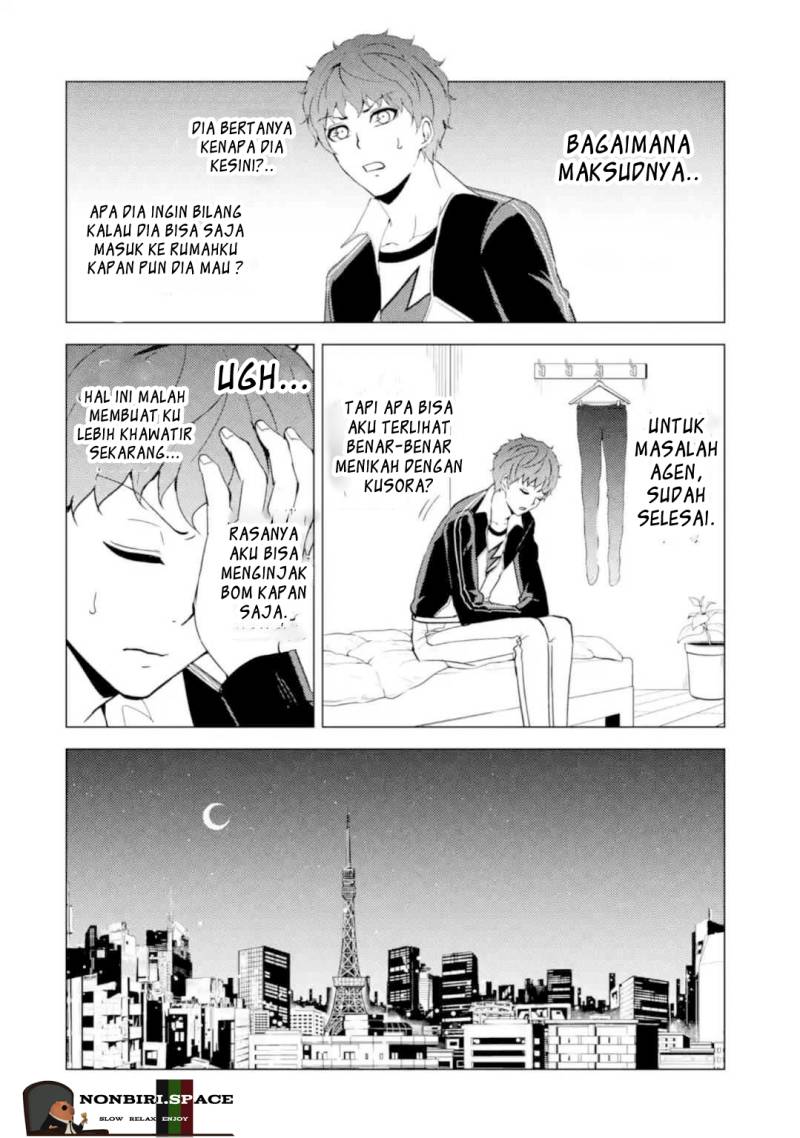 BAGAIMANA
MAKSUDNYA..
DIA BERTANYA
KENAPA DIA
KESINI?..
APA DIA INGIN BILANG
KALAU DIA BISA SAJA
MASUK KE RUMAHKU
KAPAN PUN DIA MAU ?
UNTUK
MASALAH
AGEN,
SUDAH
SELESAI.
TAPI APA BISA
AKU TERLIHAT
BENAR-BENAR
MENIKAH DENGAN
KUSORA?
UGH...
HAL INI MALAH
MEMBUAT KU
LEBIH KHAWATIR
SEKARANG...
RASANYA
AKU BISA
MENGINJAK
BOM KAPAN
SAJA.
NONBIRI.SPACE
SLOW RELAX ENJOY